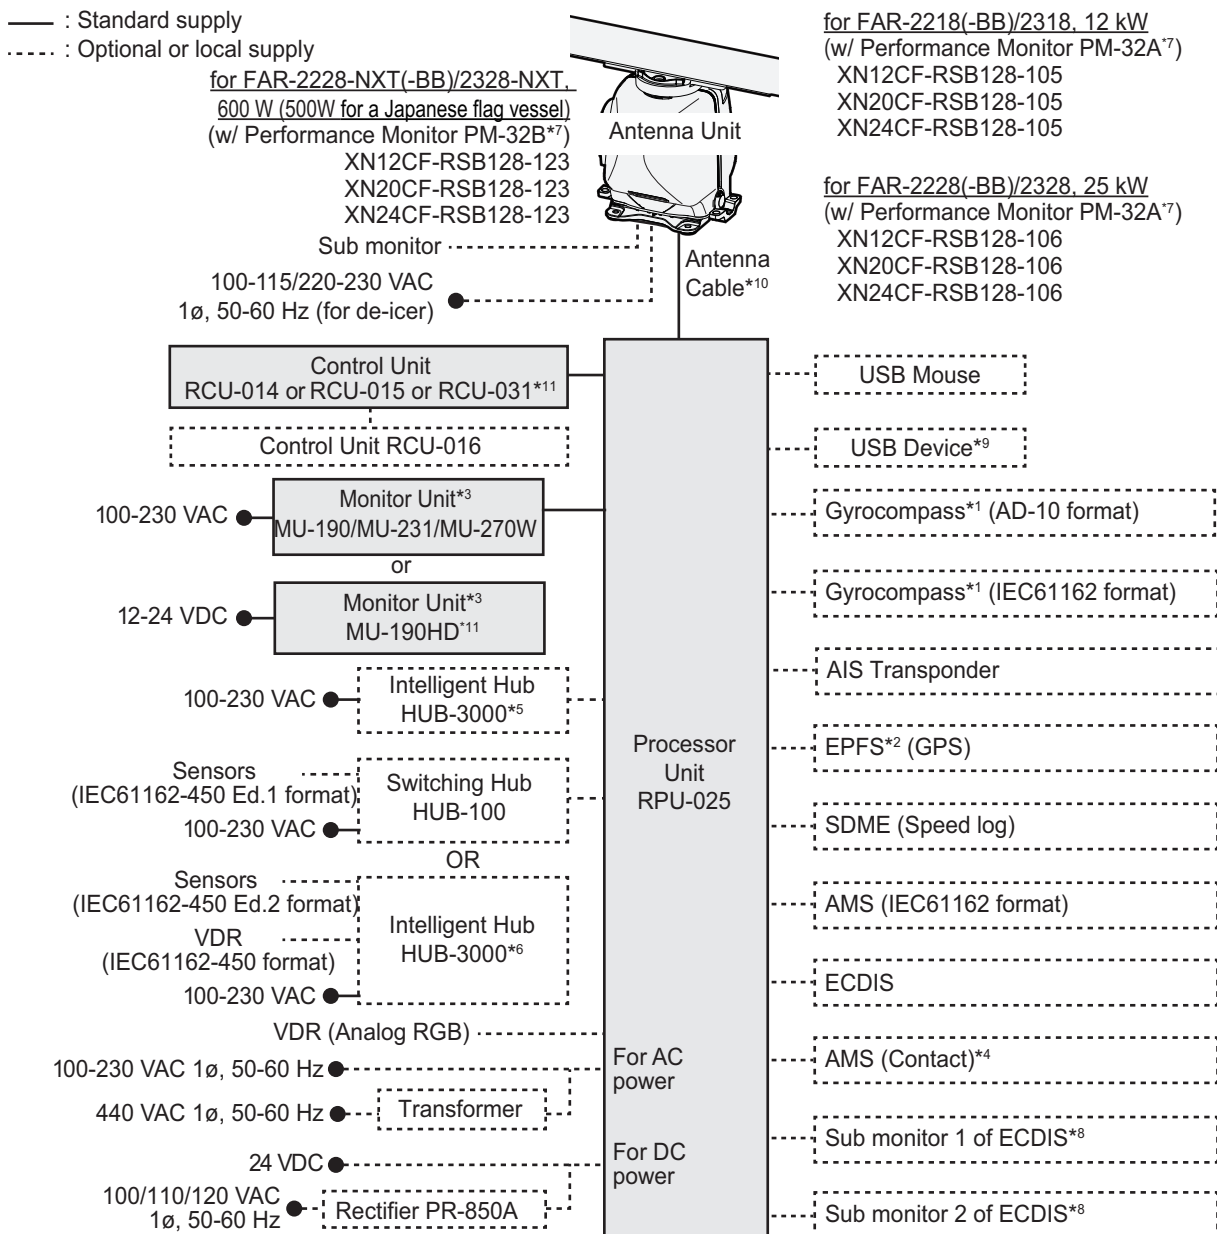 : Standard supply
: Optional or local supply
for FAR-2228-NXT(-BB)/2328-NXT,
600 W (500W for a Japanese flag vessel)
(w/ Performance Monitor PM-32B*7)
XN12CF-RSB128-123
XN20CF-RSB128-123
XN24CF-RSB128-123
Antenna Unit
for FAR-2218(-BB)/2318, 12 kW
(w/ Performance Monitor PM-32A*7)
XN12CF-RSB128-105
XN20CF-RSB128-105
XN24CF-RSB128-105
for FAR-2228(-BB)/2328, 25 kW
(w/ Performance Monitor PM-32A*7)
XN12CF-RSB128-106
XN20CF-RSB128-106
XN24CF-RSB128-106
Sub monitor
100-115/220-230 VAC
1ø, 50-60 Hz (for de-icer)
Antenna
Cable*10
Control Unit
RCU-014 or RCU-015 or RCU-031*11
Control Unit RCU-016
100-230 VAC
Monitor Unit*3
MU-190/MU-231/MU-270W
or
12-24 VDC
Monitor Unit*3
MU-190HD*11
100-230 VAC
Intelligent Hub
HUB-3000*5
Sensors
(IEC61162-450 Ed.1 format)
100-230 VAC
Switching Hub
HUB-100
OR
Sensors
(IEC61162-450 Ed.2 format)
VDR
(IEC61162-450 format)
100-230 VAC
Intelligent Hub
HUB-3000*6
VDR (Analog RGB)
100-230 VAC 1ø, 50-60 Hz
440 VAC 1ø, 50-60 Hz
Transformer
24 VDC
100/110/120 VAC
1ø, 50-60 Hz
Rectifier PR-850A
Processor
Unit
RPU-025
For AC
power
For DC
power
USB Mouse
USB Device*9
Gyrocompass*1 (AD-10 format)
Gyrocompass*1 (IEC61162 format)
AIS Transponder
EPFS*2 (GPS)
SDME (Speed log)
AMS (IEC61162 format)
ECDIS
AMS (Contact)*4
Sub monitor 1 of ECDIS*8
Sub monitor 2 of ECDIS*8